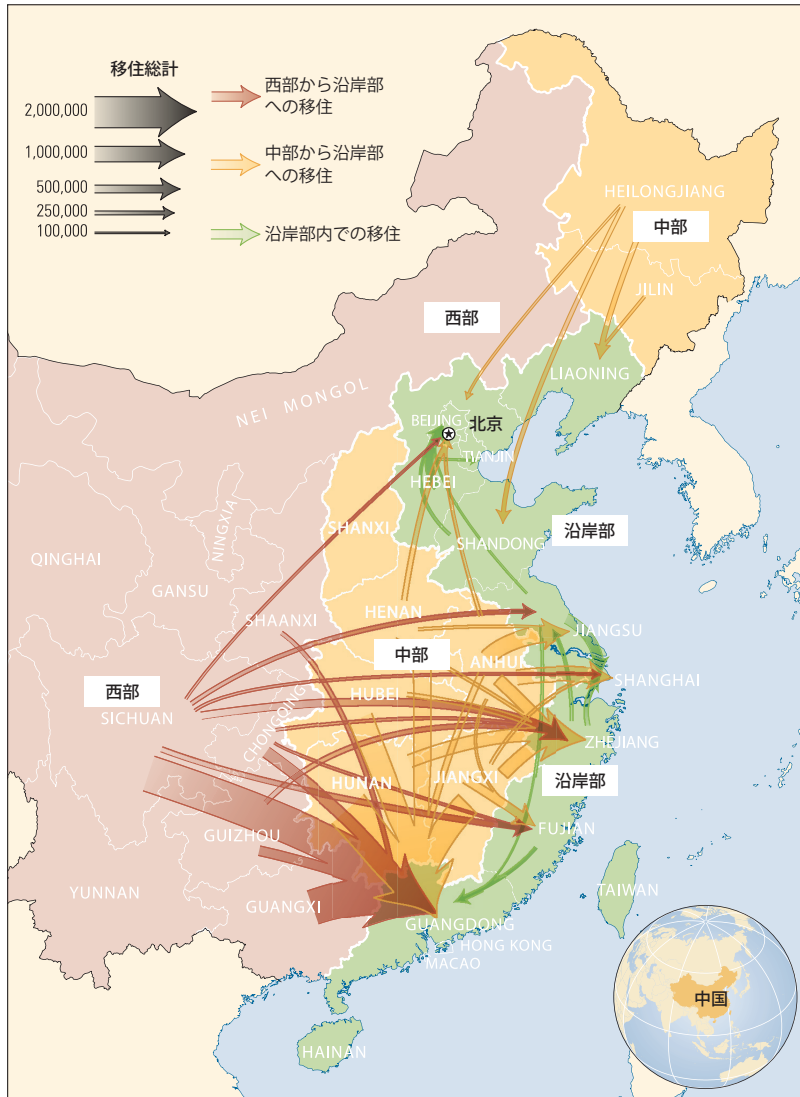 移住総計
2,000,000
1,000,000
500,000
250,000
100,000
西部から沿岸部
への移住
中部から沿岸部
への移住
沿岸部内での移住
HEILONGJIANG
中部
JILIN
西部
LIAONING
NEI MONGOL
BEIJING
北京
TIANJIN
HEBEI
SHANXI
NINGXIA
沿岸部
SHANDONG
QINGHAI
GANSU
SHAANXI
HENAN
JIANGSU
中部
ANHUI
西部
SHANGHAI
HUBEI
SICHUAN
CHONGQING
ZHEJIANG
沿岸部
HUNAN
JIANGXI
FUJIAN
GUIZHOU
YUNNAN
TAIWAN
GUANGXI
GUANGDONG
HONG KONG
MACAO
中国
HAINAN